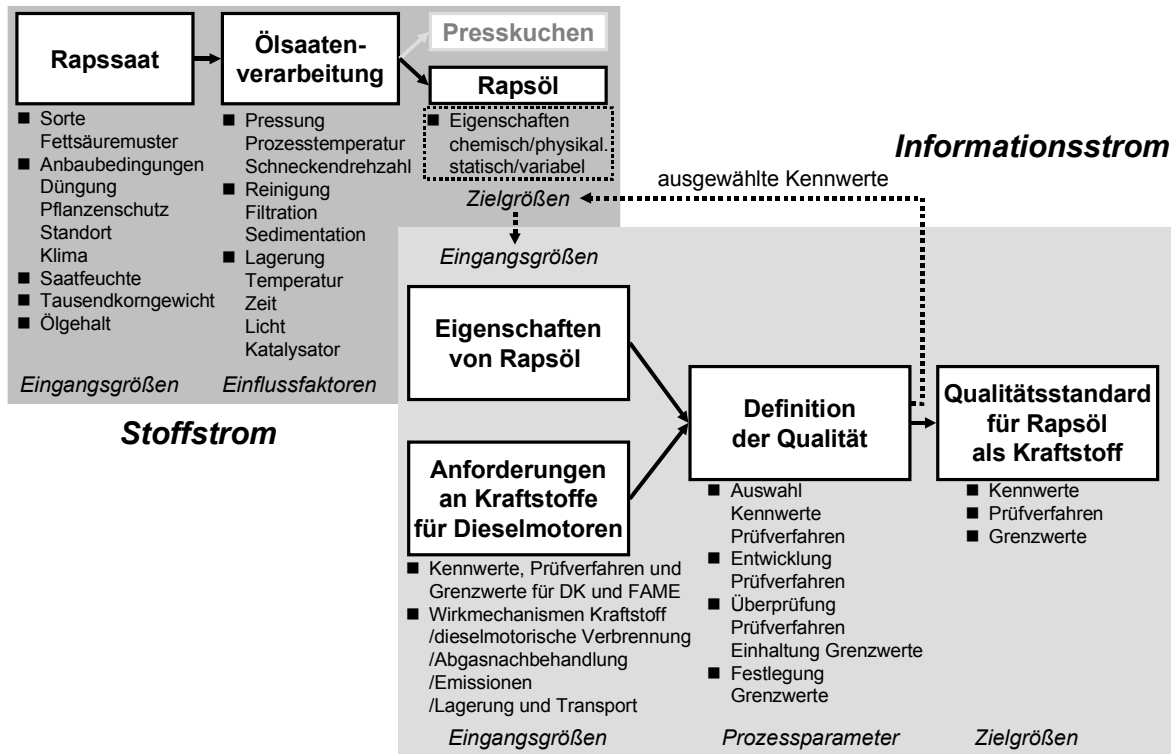 Rapssaat
■ Sorte
Fettsäuremuster
■ Anbaubedingungen
Düngung
Pflanzenschutz
Standort
Klima
■ Saatfeuchte
■ Tausendkorngewicht
■ Ölgehalt
Eingangsgrößen
Ölsaaten-
verarbeitung
■ Pressung
Prozesstemperatur
Schneckendrehzahl
■ Reinigung
Filtration
Sedimentation
■ Lagerung
Temperatur
Zeit
Licht
Katalysator
Einflussfaktoren
Presskuchen
Rapsöl
■ Eigenschaften
chemisch/physikal.
statisch/variabel
Zielgrößen
Stoffstrom
Informationsstrom
ausgewählte Kennwerte
Eingangsgrößen
Eigenschaften
von Rapsöl
Anforderungen
an Kraftstoffe
für Dieselmotoren
■ Kennwerte, Prüfverfahren und
Grenzwerte für DK und FAME
■ Wirkmechanismen Kraftstoff
/dieselmotorische Verbrennung
/Abgasnachbehandlung
/Emissionen
/Lagerung und Transport
Eingangsgrößen
Definition
der Qualität
■ Auswahl
Kennwerte
Prüfverfahren
■ Entwicklung
Prüfverfahren
■ Überprüfung
Prüfverfahren
Einhaltung Grenzwerte
■ Festlegung
Grenzwerte
Prozessparameter
Qualitätsstandard
für Rapsöl
als Kraftstoff
■ Kennwerte
■ Prüfverfahren
■ Grenzwerte
Zielgrößen